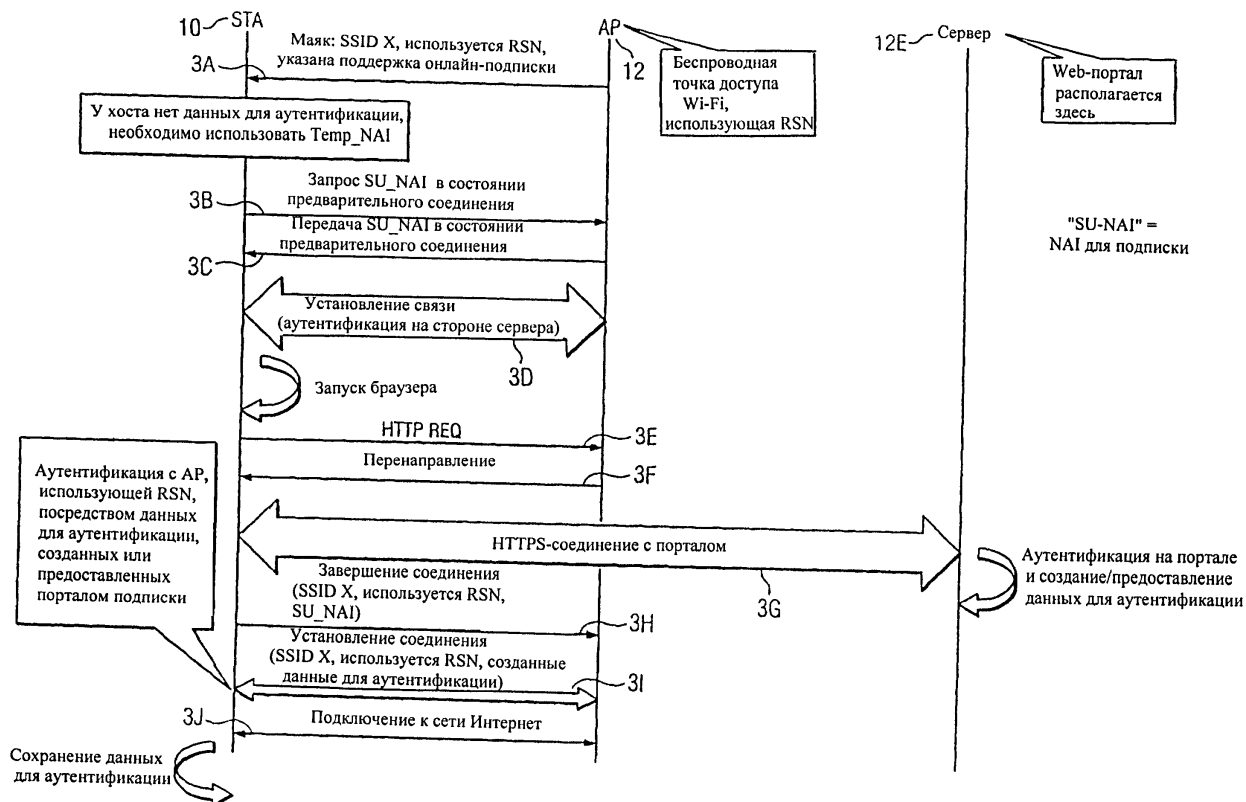 10
STA
AP
12
12E
Сервер
Маяк: SSID X, используется RSN,
указана поддержка онлайн-подписки
3A
Беспроводная
точка доступа
Wi-Fi,
использующая RSN
Web-портал
располагается
здесь
У хоста нет данных для аутентификации,
необходимо использовать Temp_NAI
Запрос SU_NAI в состоянии
предварительного соединения
3B
Передача SU_NAI в состоянии
предварительного соединения
3C
"SU-NAI" =
NAI для подписки
Установление связи
(аутентификация на стороне сервера)
3D
Запуск браузера
HTTP REQ
3E
Перенаправление
3F
Аутентификация с AP,
использующей RSN,
посредством данных
для аутентификации,
созданных или
предоставленных
порталом подписки
HTTPS-соединение с порталом
3G
Аутентификация на портале
и создание/предоставление
данных для аутентификации
Завершение соединения
(SSID X, используется RSN,
SU_NAI)
3H
Установление соединения
(SSID X, используется RSN, созданные
данные для аутентификации)
3I
3J
Подключение к сети Интернет
Сохранение данных
для аутентификации